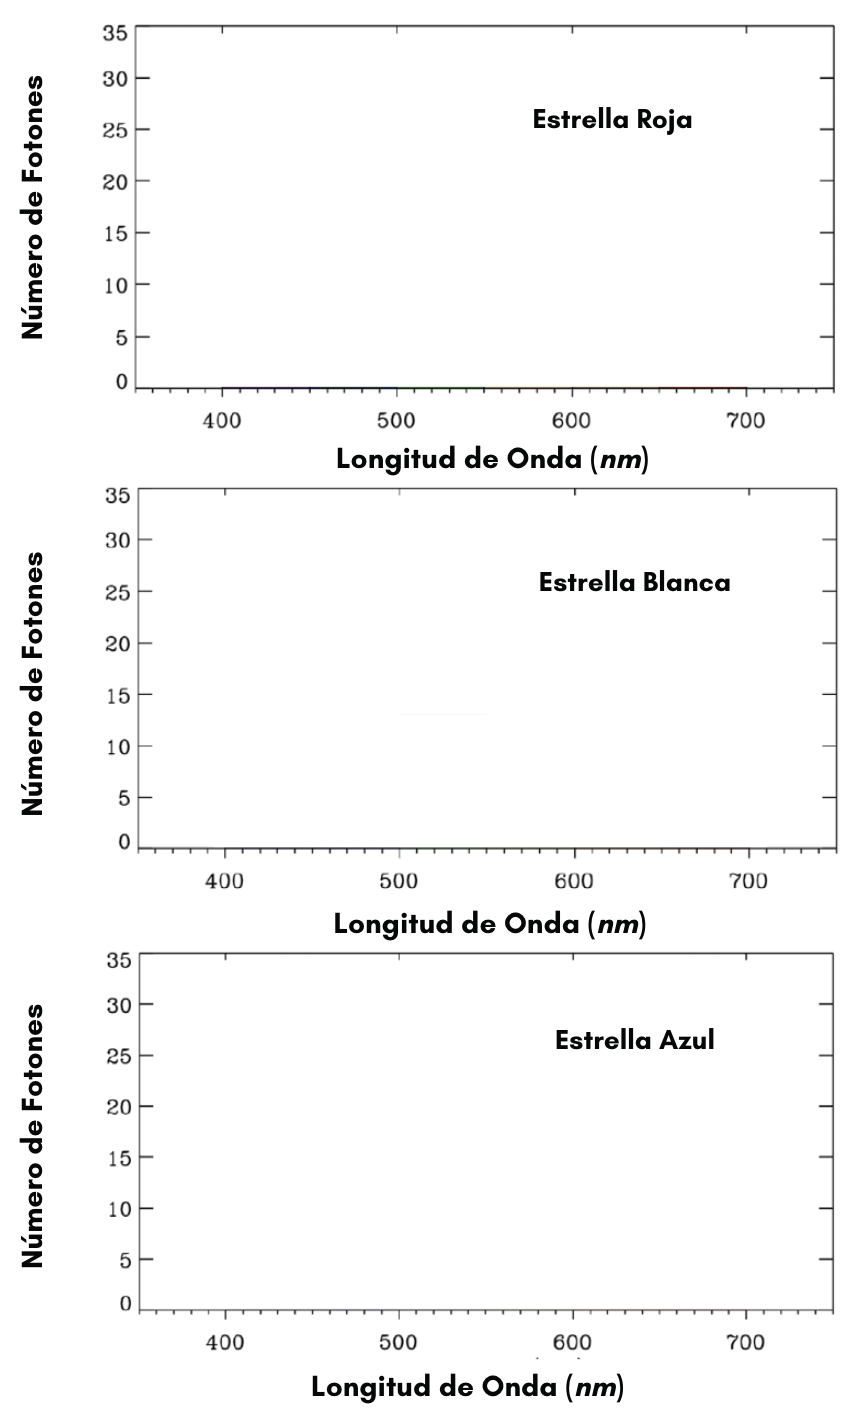 Número de Fotones
35
30
25
20
15
10
5
0
Estrella Roja
400 500 600 700
Longitud de Onda (nm)
Número de Fotones
35
30
25
20
15
10
5
0
Estrella Blanca
400 500 600 700
Longitud de Onda (nm)
Número de Fotones
35
30
25
20
15
10
5
0
Estrella Azul
400 500 600 700
Longitud de Onda (nm)